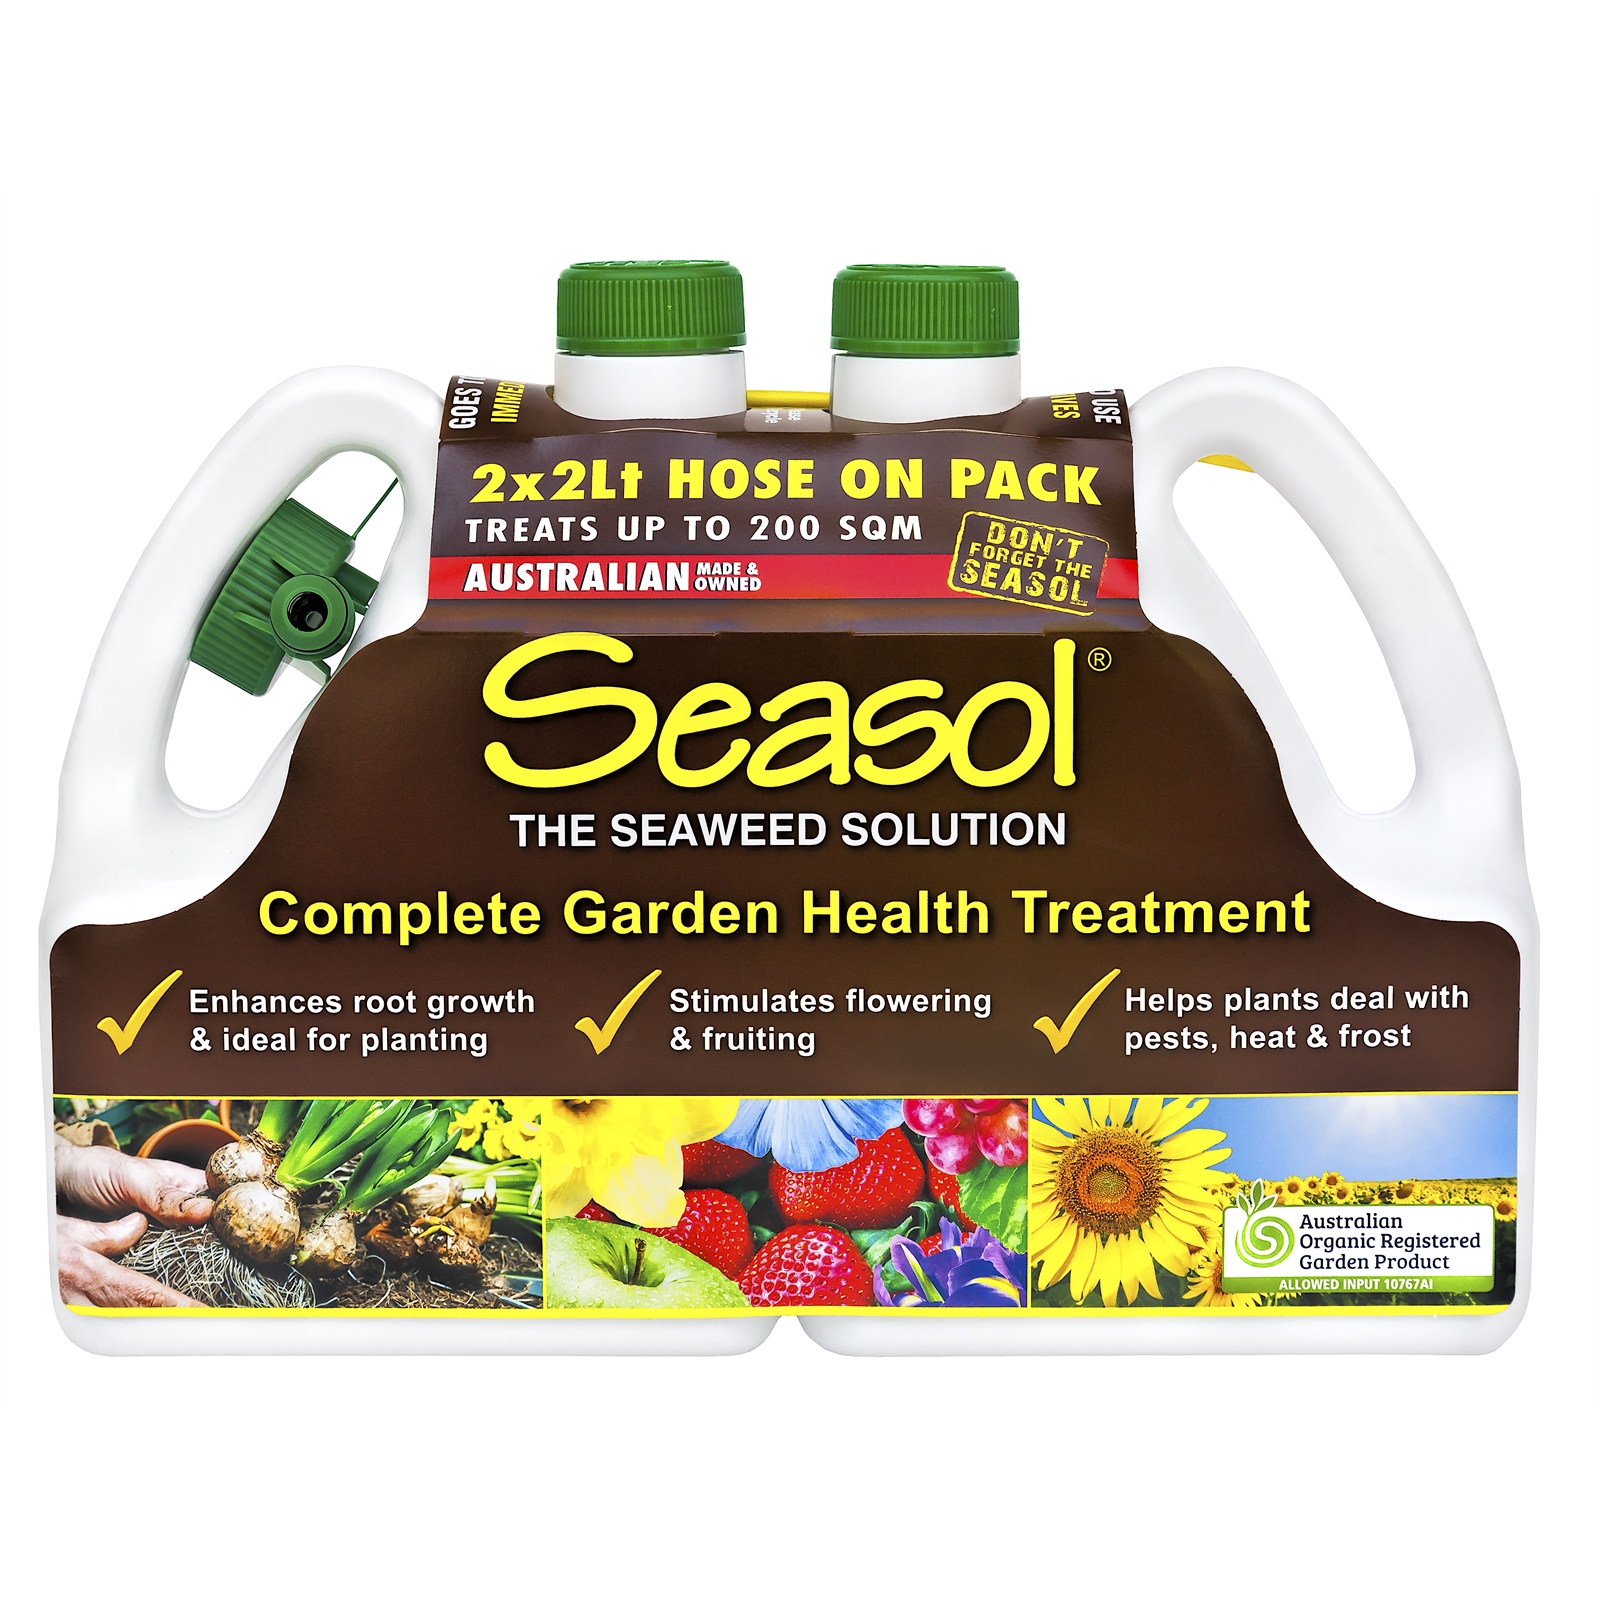 GOES
2x2Lt HOSE ON PACK
TREATS UP TO 200 SQM
AUSTRALIAN MADE & OWNED
DON'T
FORGET THE
SEASOL
USE
Seasol®
THE SEAWEED SOLUTION
Complete Garden Health Treatment
Enhances root growth
& ideal for planting
Stimulates flowering
& fruiting
Helps plants deal with
pests, heat & frost
Australian
Organic Registered
Garden Product
ALLOWED INPUT 10767AI